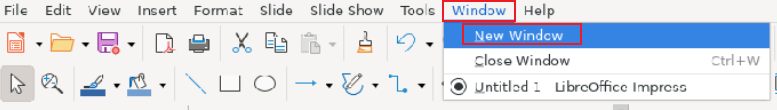 File Edit View Insert Format Slide Slide Show Tools Window Help
New Window
Close Window Ctrl+W
Untitled 1 LibreOffice Impress